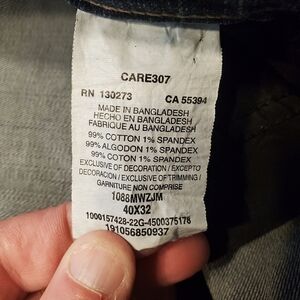 CARE307
RN 130273 CA 55394
MADE IN BANGLADESH
HECHO EN BANGLADESH
FABRIQUE AU BANGLADESH
99% COTTON 1% SPANDEX
99% ALGODON 1% SPANDEX
99% COTON 1% SPANDEX
EXCLUSIVE OF DECORATION / EXCEPTO
DECORACION / EXCLUSIVE OF TRIMMING /
GARNITURE NON COMPRISE
1088MWZJM
40X32
1000157428-22G-4500375178
191056850937